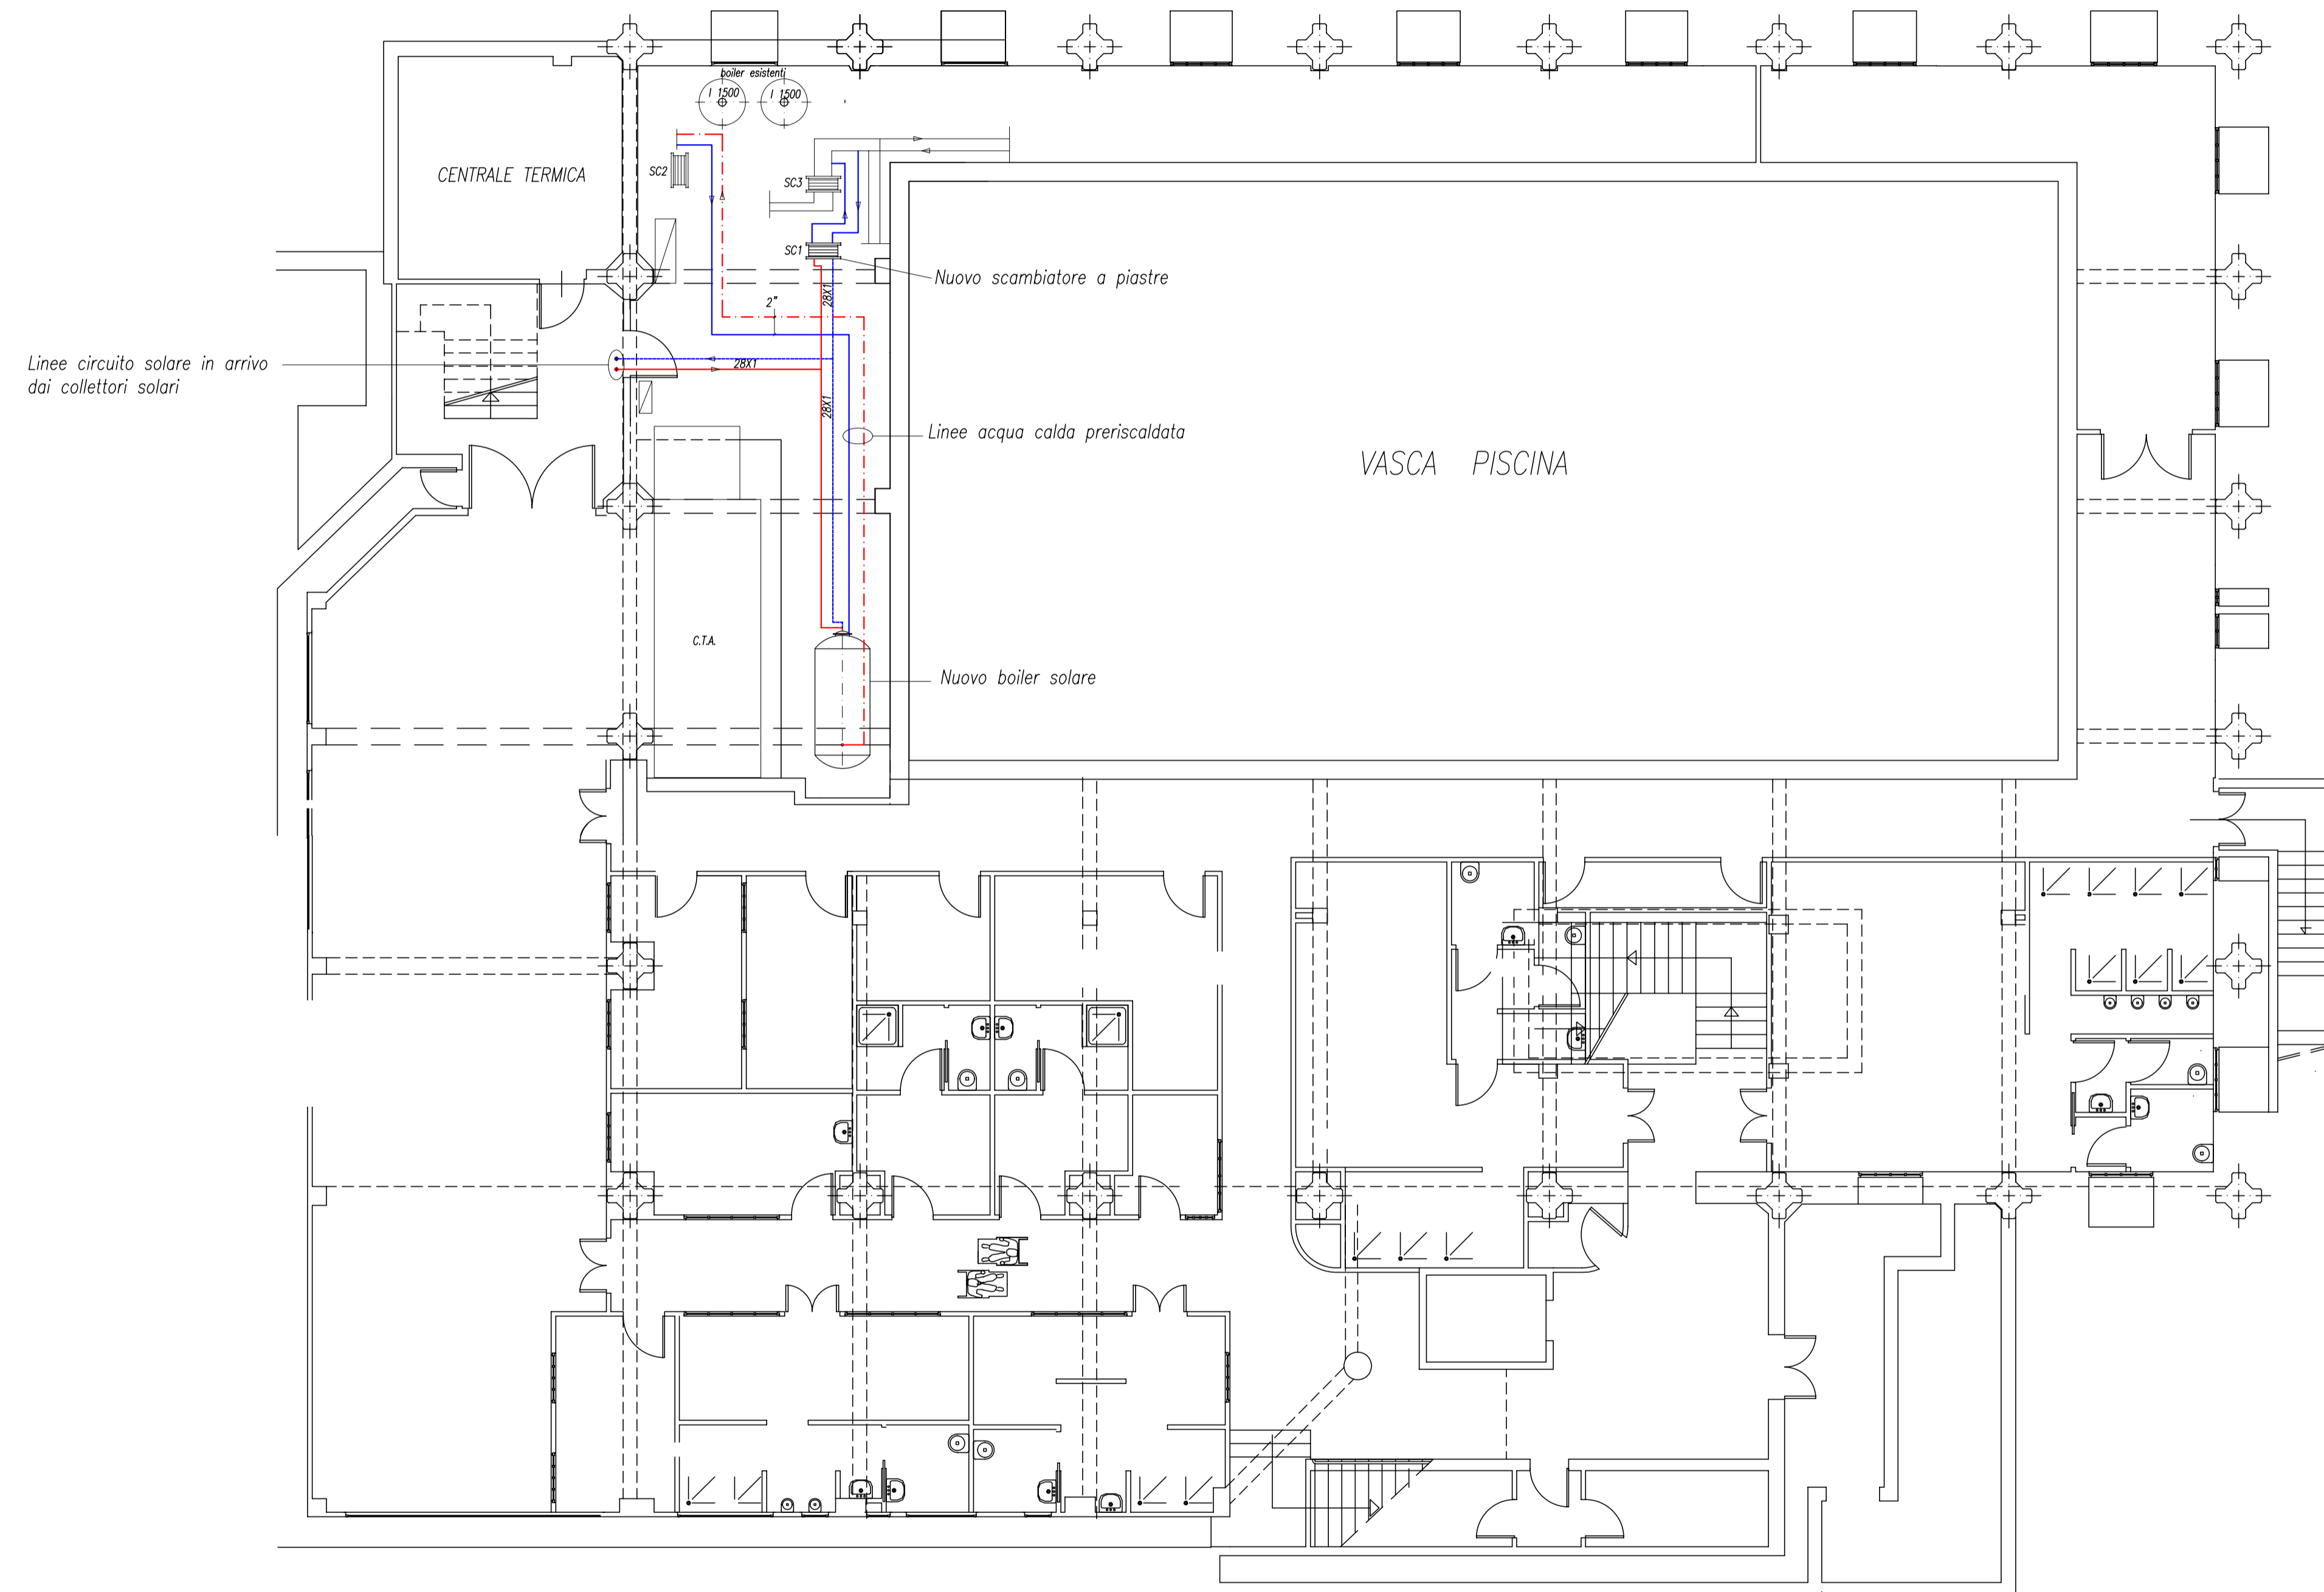 boiler esistenti
l 1500
l 1500
CENTRALE TERMICA
SC2
SC3
SC1
Nuovo scambiatore a piastre
28X1
2"
Linee circuito solare in arrivo
dai collettori solari
28X1
28X1
Linee acqua calda preriscaldata
VASCA PISCINA
C.T.A.
Nuovo boiler solare